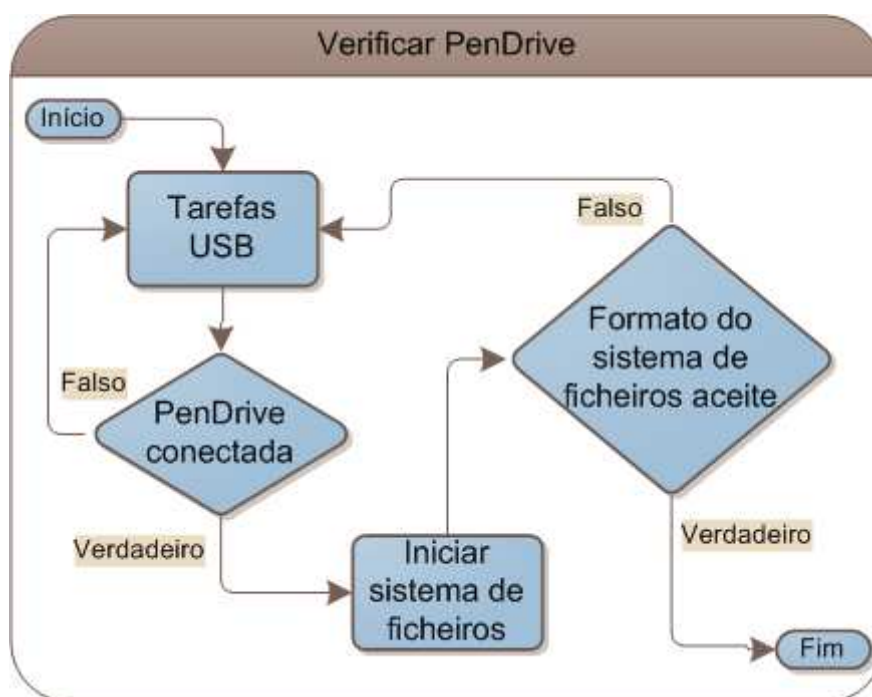 Verificar PenDrive
Início
Tarefas
USB
Falso
PenDrive
conectada
Verdadeiro
Iniciar
sistema de
ficheiros
Falso
Formato do
sistema de
ficheiros aceite
Verdadeiro
Fim